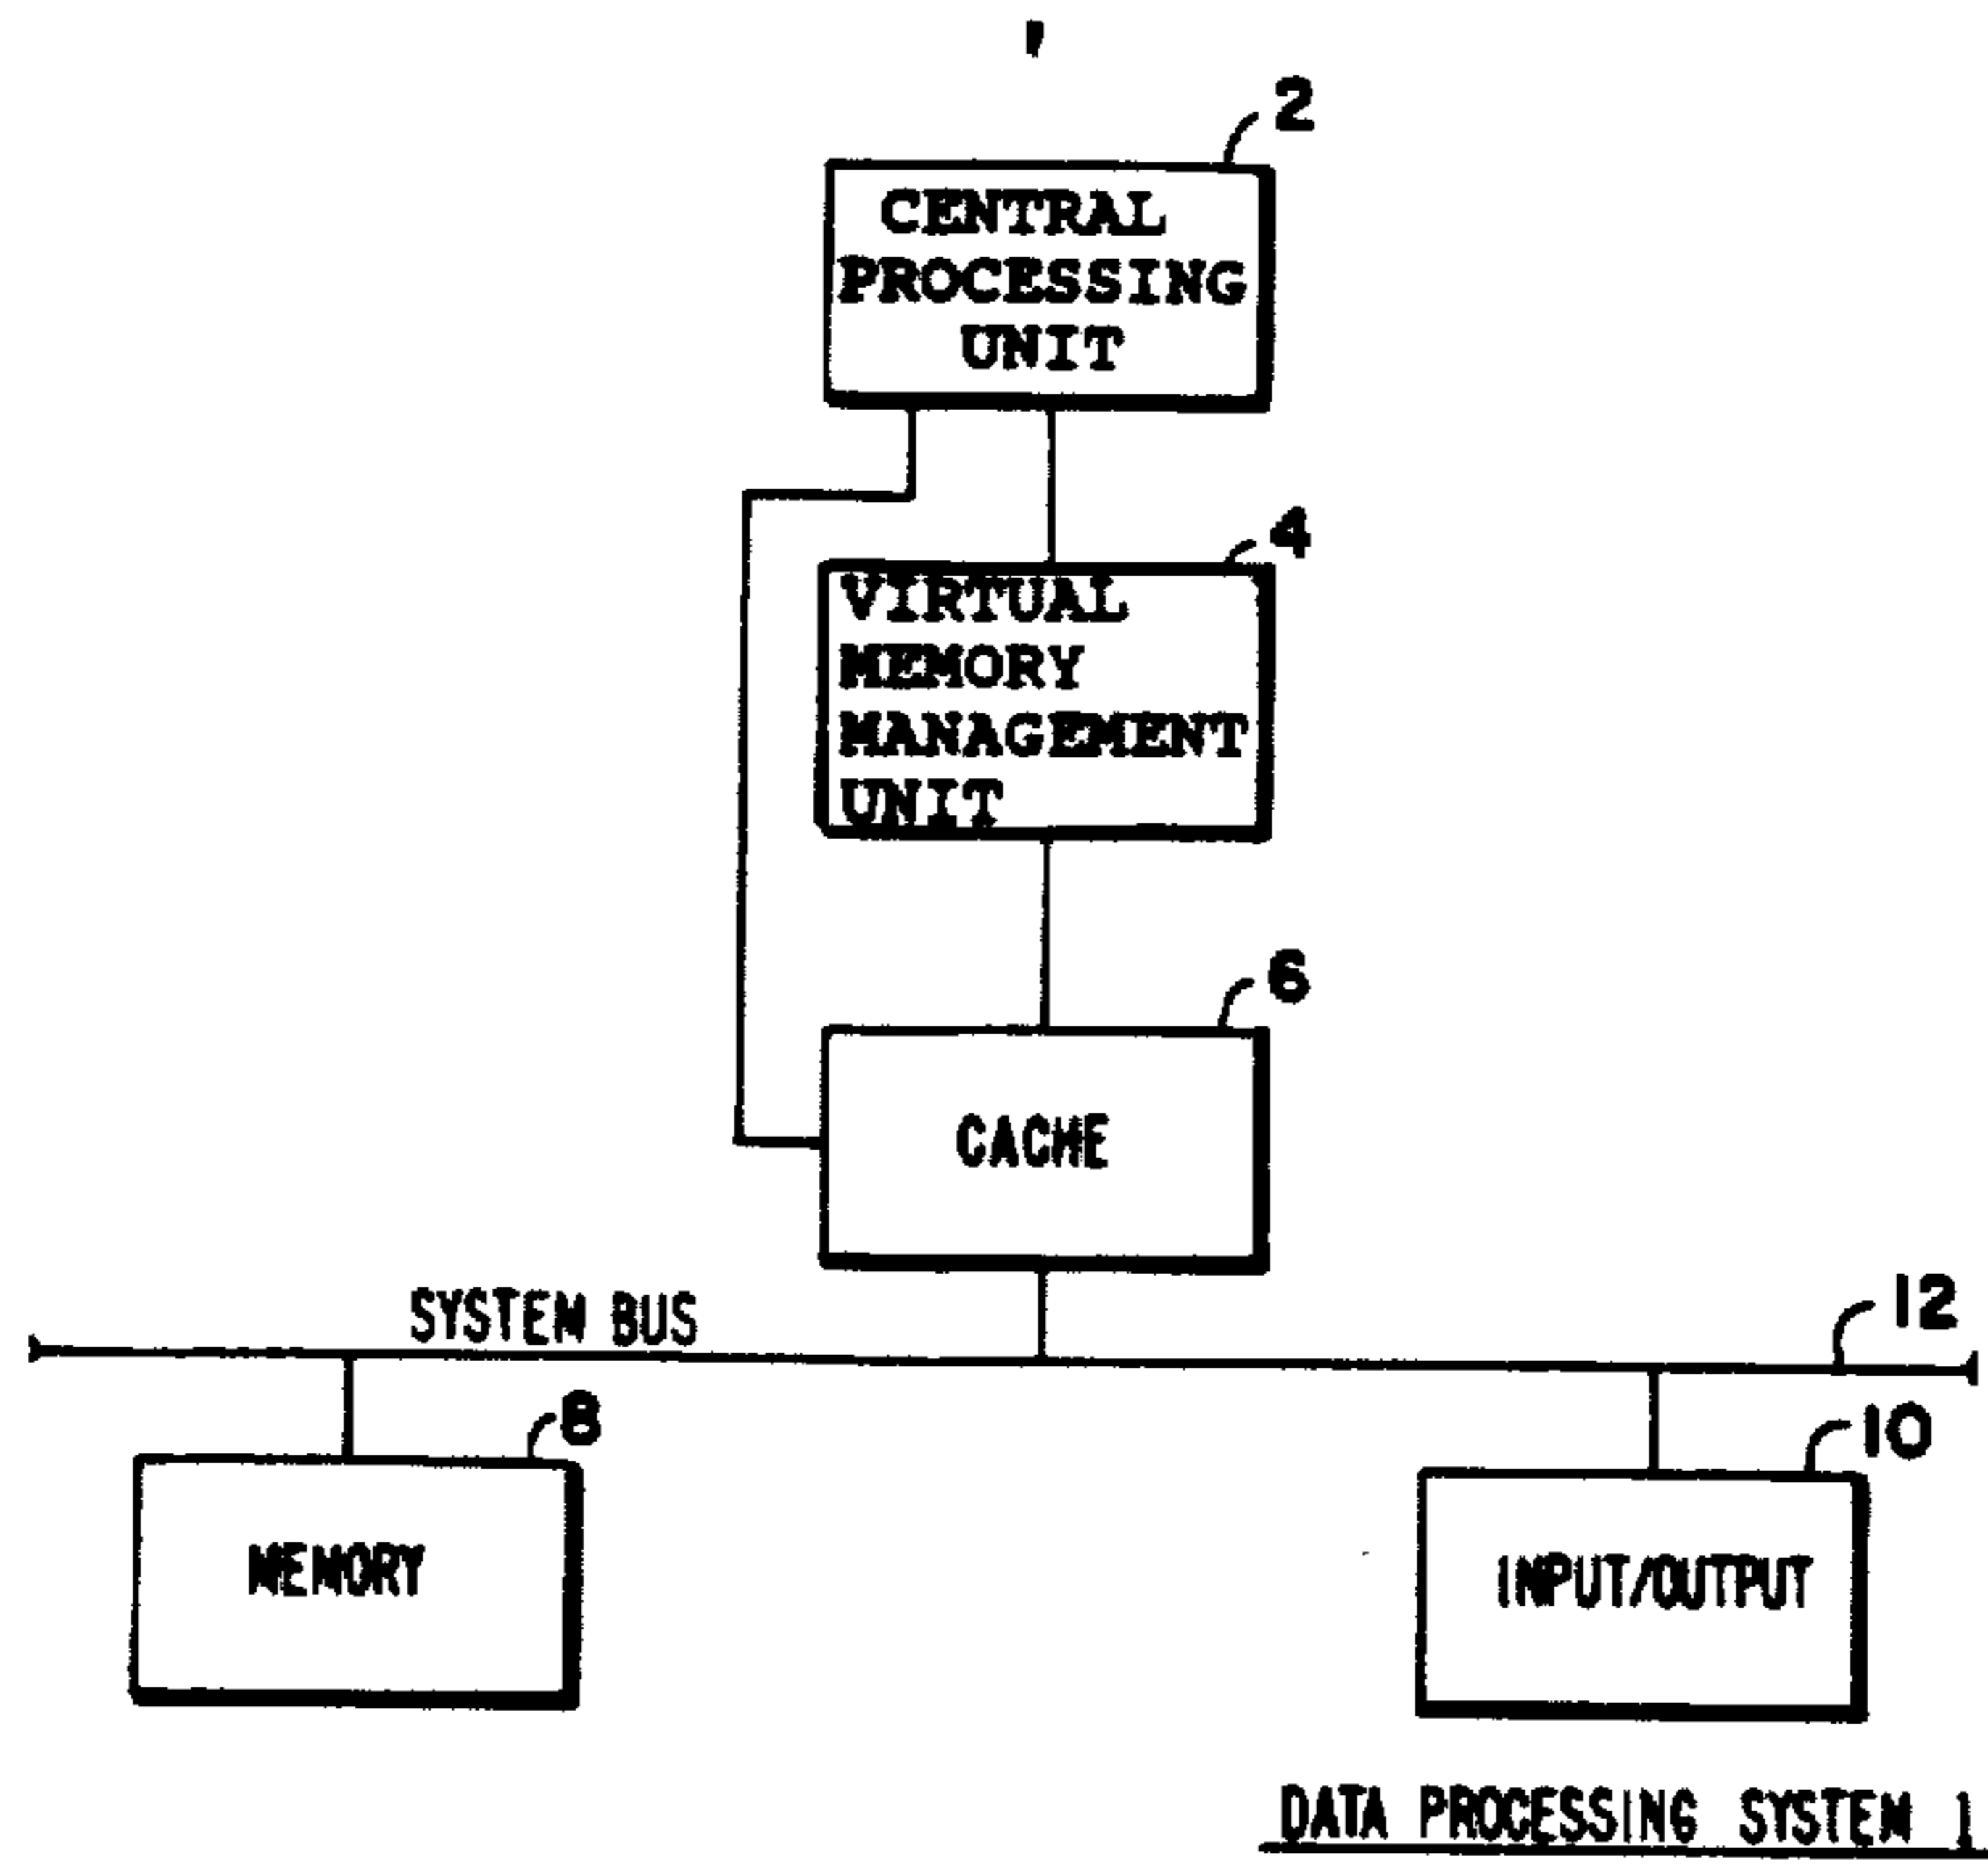 2
CENTRAL
PROCESSING
UNIT
4
VIRTUAL
MEMORY
MANAGEMENT
UNIT
6
CACHE
SYSTEM BUS
12
8
10
MEMORY
INPUT/OUTPUT
DATA PROCESSING SYSTEM 1